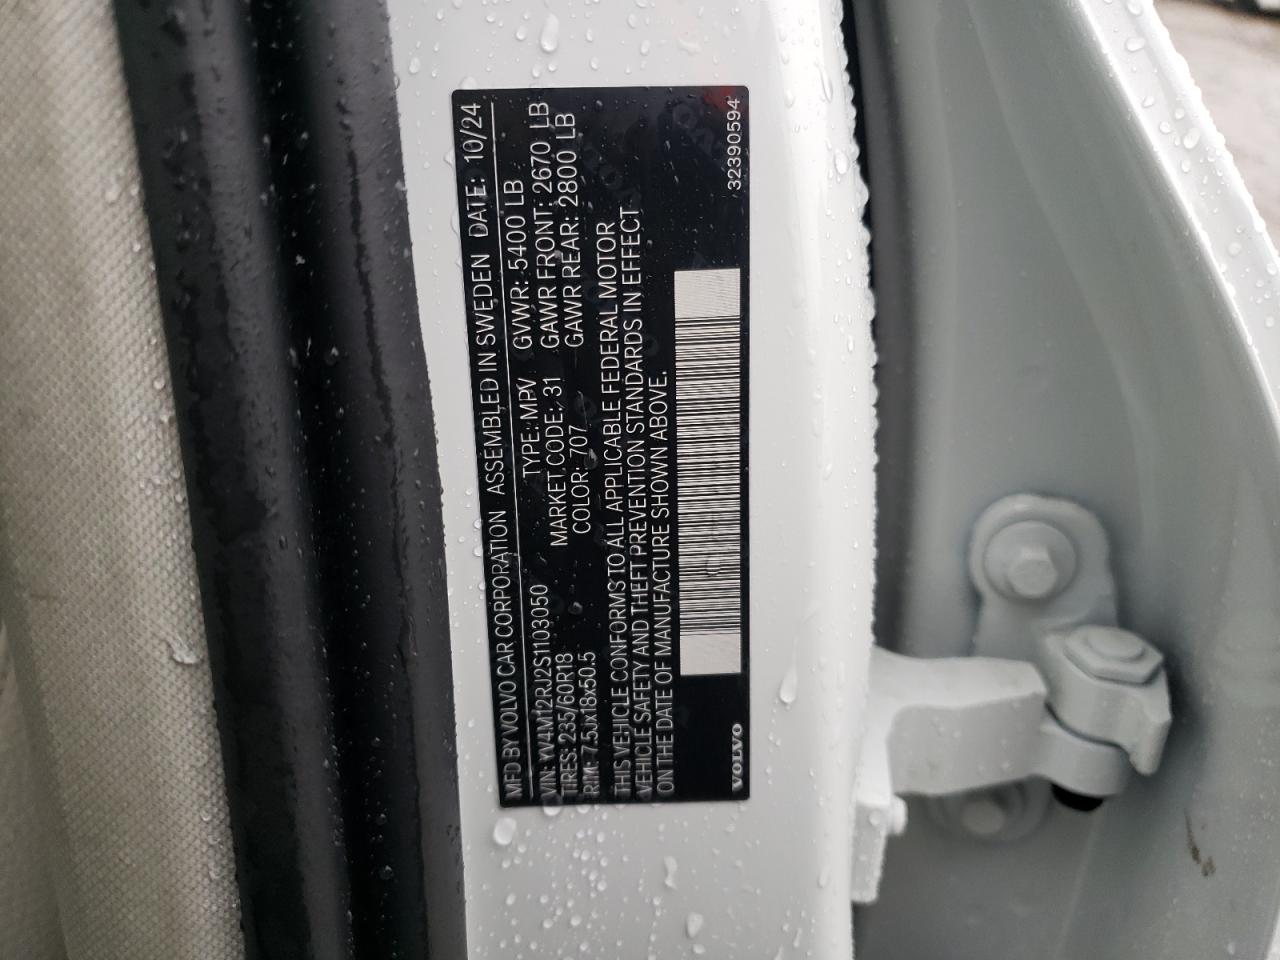 MFD BY VOLVO CAR CORPORATION ASSEMBLED IN SWEDEN DATE: 10/24
VIN: YV4M12RJ2S1103050 TYPE: MPV GVWR: 5400 LB
TIRES: 235/60R18 MARKET CODE: 31 GAWR FRONT: 2670 LB
RIM: 7.5Jx18x50.5 COLOR: 707 GAWR REAR: 2800 LB
THIS VEHICLE CONFORMS TO ALL APPLICABLE FEDERAL MOTOR
VEHICLE SAFETY AND THEFT PREVENTION STANDARDS IN EFFECT
ON THE DATE OF MANUFACTURE SHOWN ABOVE.
VOLVO 32390594